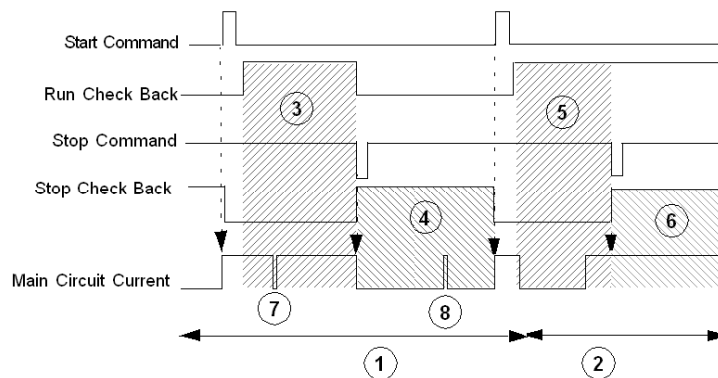 Start Command
Run Check Back
3
5
Stop Command
Stop Check Back
4
6
Main Circuit Current
7
8
1
2